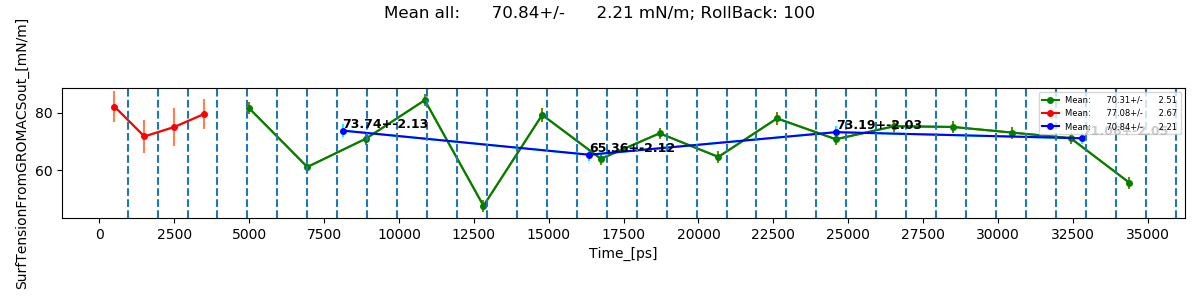 Mean all: 70.84+/- 2.21 mN/m; RollBack: 100
SurfTensionFromGROMACSout_[mN/m]
80
60
Mean: 70.31+/- 2.51
Mean: 77.08+/- 2.67
Mean: 70.84+/- 2.21
73.74+-2.13
65.36+-2.12
73.19+-2.03
0 2500 5000 7500 10000 12500 15000 17500 20000 22500 25000 27500 30000 32500 35000
Time_[ps]